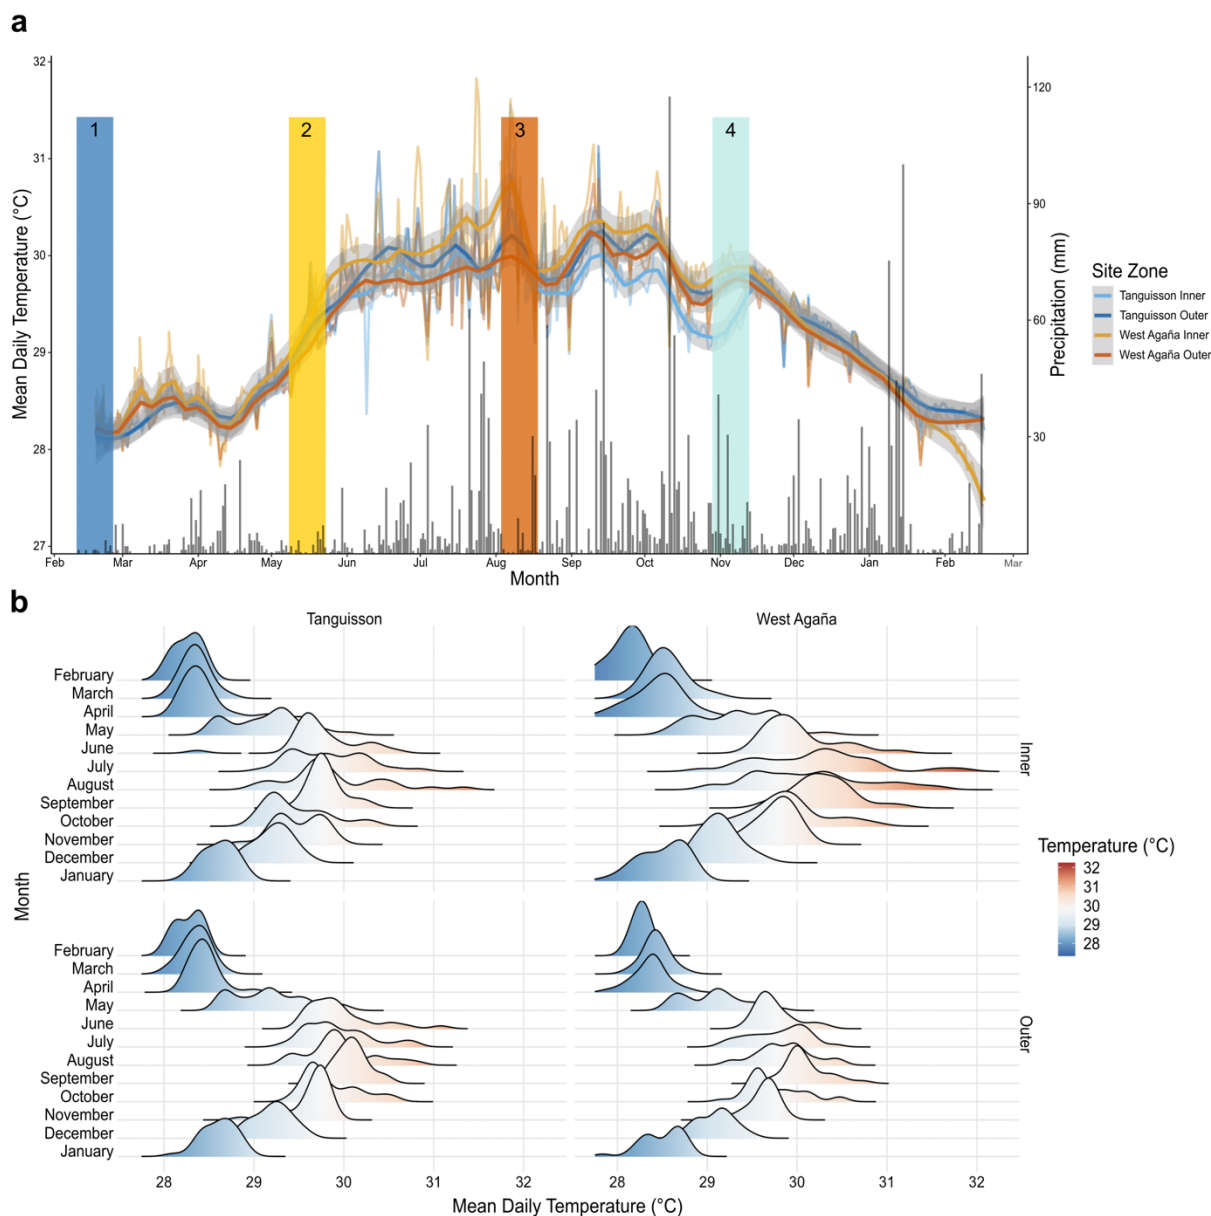 a
32
31
30
29
28
27
Mean Daily Temperature (°C)
1
2
3
4
120
90
60
30
Precipitation (mm)
Feb Mar Apr May Jun Jul Aug Sep Oct Nov Dec Jan Feb Mar
Month
Site Zone
Tanguisson Inner
Tanguisson Outer
West Agaña Inner
West Agaña Outer
b
Tanguisson West Agaña
Month
February
March
April
May
June
July
August
September
October
November
December
January
Inner
February
March
April
May
June
July
August
September
October
November
December
January
Outer
28 29 30 31 32 28 29 30 31 32
Mean Daily Temperature (°C)
Temperature (°C)
32
31
30
29
28